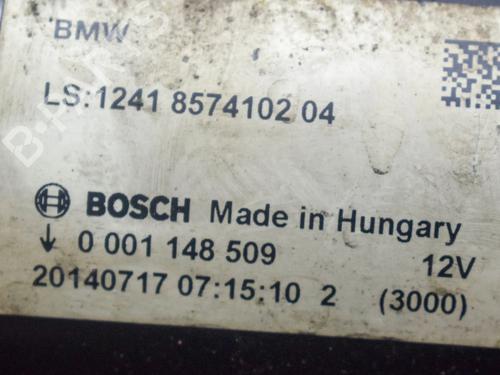 BMW
LS:1241 8574102 04
BOSCH Made in Hungary
↓ 0 001 148 509 12V
20140717 07:15:10 2 (3000)